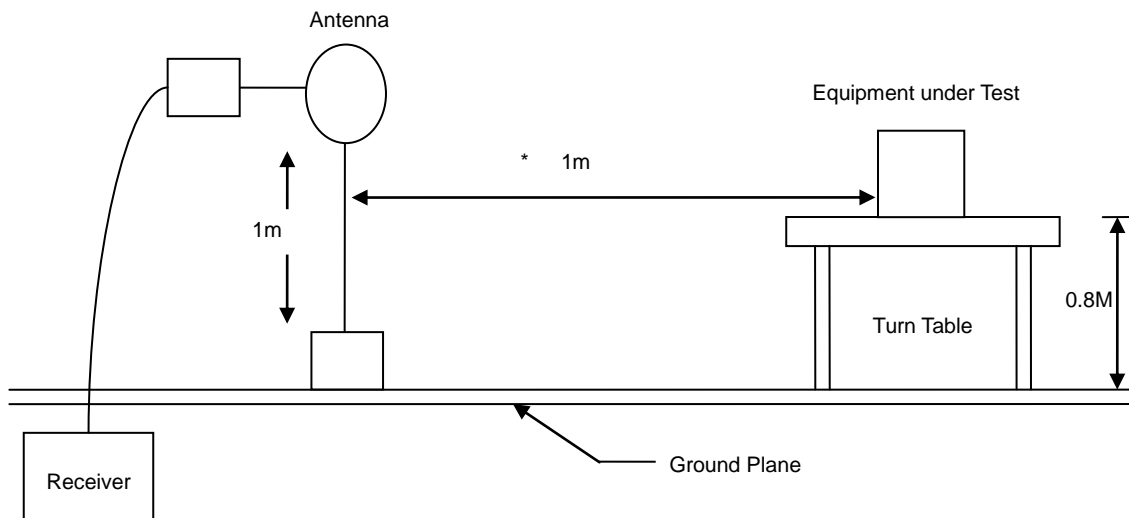 Antenna
Equipment under Test
* 1m
1m
0.8M
Turn Table
Ground Plane
Receiver